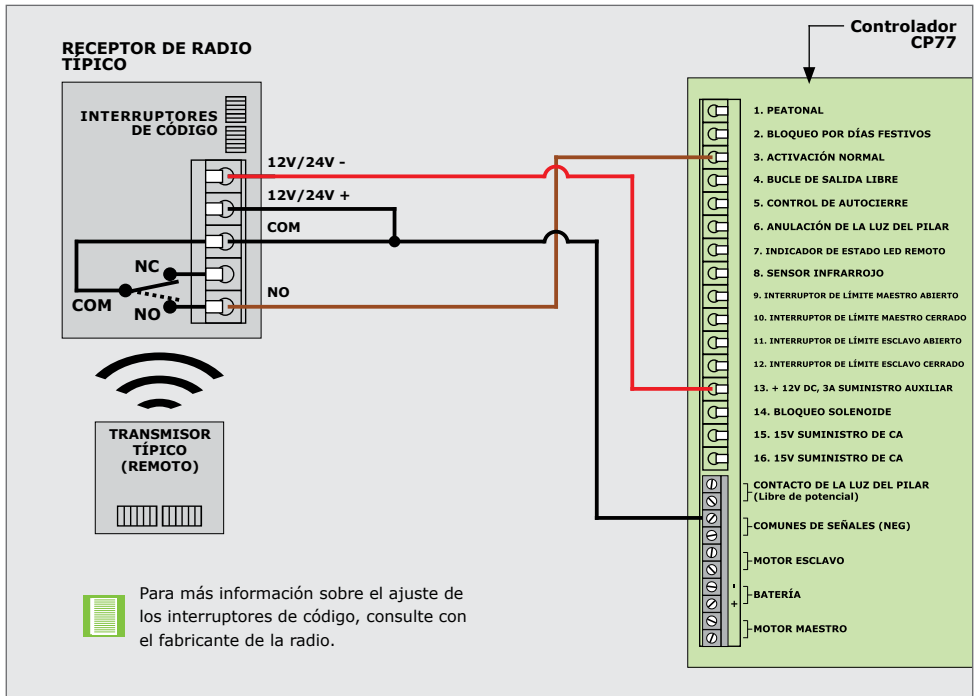 Controlador
CP77
RECEPTOR DE RADIO
TÍPICO
INTERRUPTORES
DE CÓDIGO
12V/24V -
12V/24V +
COM
NC
COM
NO
NO
TRANSMISOR
TÍPICO
(REMOTO)
1. PEATONAL
2. BLOQUEO POR DÍAS FESTIVOS
3. ACTIVACIÓN NORMAL
4. BUCLE DE SALIDA LIBRE
5. CONTROL DE AUTOCIERRE
6. ANULACIÓN DE LA LUZ DEL PILAR
7. INDICADOR DE ESTADO LED REMOTO
8. SENSOR INFRARROJO
9. INTERRUPTOR DE LÍMITE MAESTRO ABIERTO
10. INTERRUPTOR DE LÍMITE MAESTRO CERRADO
11. INTERRUPTOR DE LÍMITE ESCLAVO ABIERTO
12. INTERRUPTOR DE LÍMITE ESCLAVO CERRADO
13. + 12V DC, 3A SUMINISTRO AUXILIAR
14. BLOQUEO SOLENOIDE
15. 15V SUMINISTRO DE CA
16. 15V SUMINISTRO DE CA
CONTACTO DE LA LUZ DEL PILAR
(Libre de potencial)
COMUNES DE SEÑALES (NEG)
MOTOR ESCLAVO
-
BATERÍA
+
MOTOR MAESTRO
Para más información sobre el ajuste de
los interruptores de código, consulte con
el fabricante de la radio.